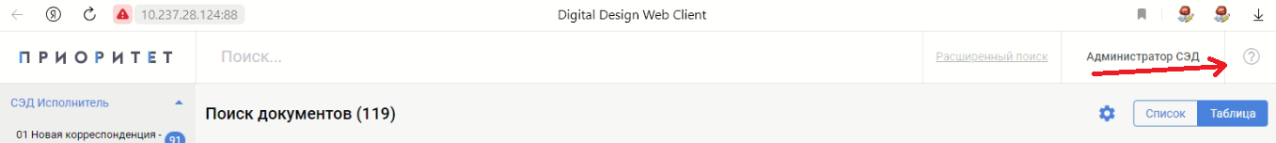 10.237.28.124:88
Digital Design Web Client
ПРИОРИТЕТ
Поиск...
Расширенный поиск
Администратор СЭД
?
СЭД Исполнитель
Поиск документов (119)
Список
Таблица
01 Новая корреспонденция -
91